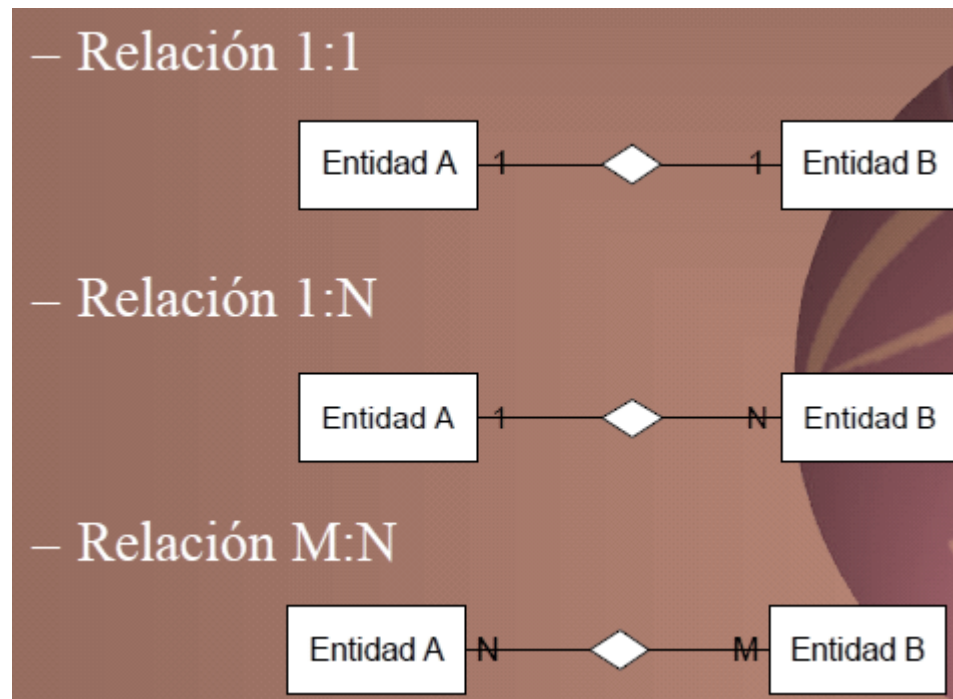 – Relación 1:1
Entidad A 1 1 Entidad B
– Relación 1:N
Entidad A 1 N Entidad B
– Relación M:N
Entidad A N M Entidad B